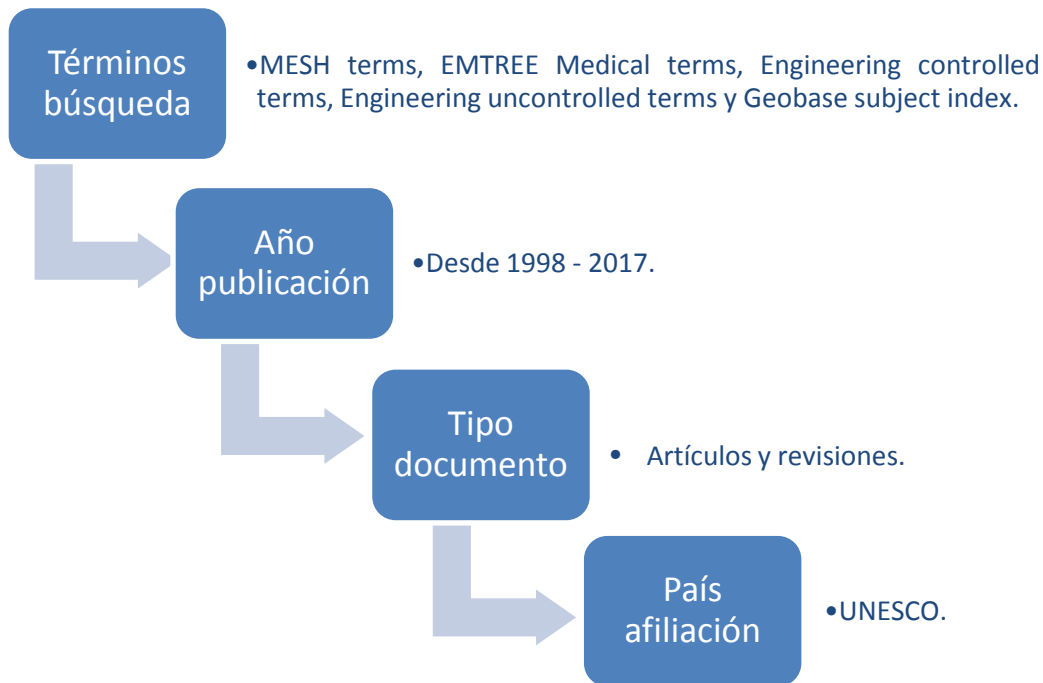 Términos
búsqueda
•MESH terms, EMTREE Medical terms, Engineering controlled
terms, Engineering uncontrolled terms y Geobase subject index.
Año
publicación
•Desde 1998 - 2017.
Tipo
documento
• Artículos y revisiones.
País
afiliación
•UNESCO.